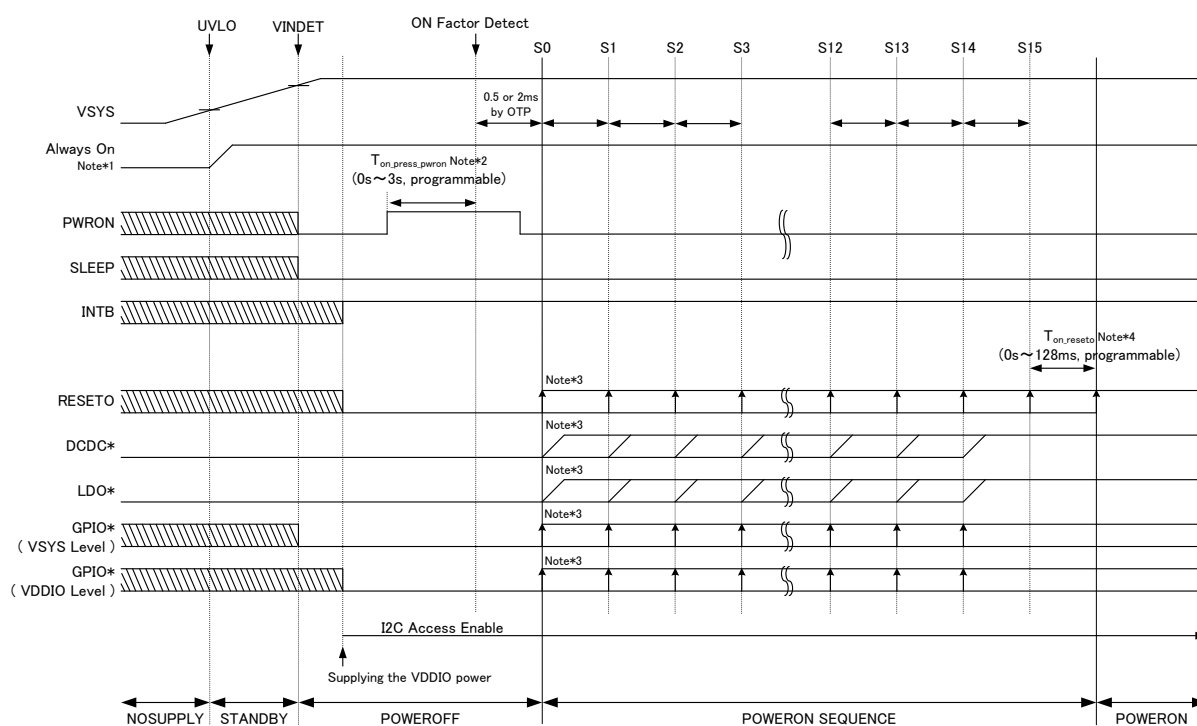 UVLO VINDET ON Factor Detect
S0 S1 S2 S3 S12 S13 S14 S15
VSYS
0.5 or 2ms
by OTP
Always On
Note*1
Ton_press_pwron Note*2
(0s～3s, programmable)
PWRON
SLEEP
INTB
Ton_reseto Note*4
(0s～128ms, programmable)
RESETO
Note*3
DCDC*
Note*3
LDO*
Note*3
GPIO*
( VSYS Level )
Note*3
GPIO*
( VDDIO Level )
Note*3
I2C Access Enable
Supplying the VDDIO power
NOSUPPLY STANDBY POWEROFF POWERON SEQUENCE POWERON